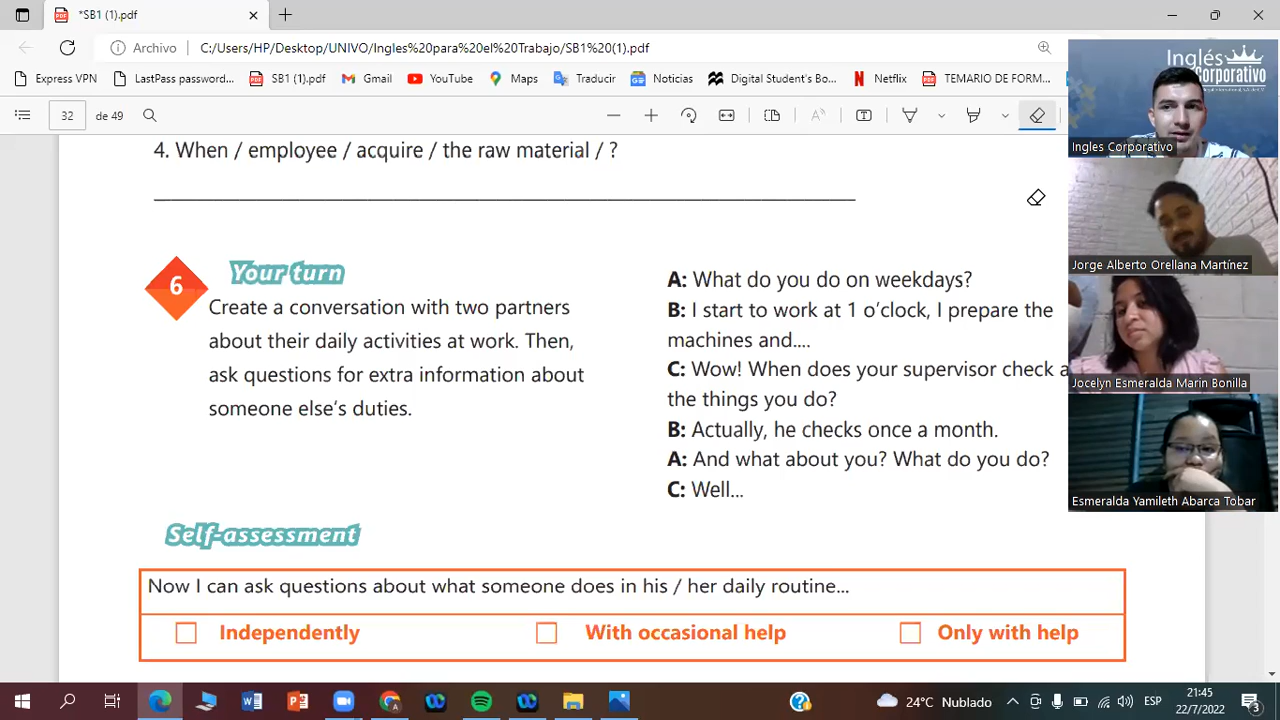 *SB1 (1).pdf
Archivo
C:/Users/HP/Desktop/UNIVO/Ingles%20para%20el%20Trabajo/SB1%20(1).pdf
Express VPN
LastPass password...
SB1 (1).pdf
Gmail
YouTube
Maps
Traducir
Noticias
Digital Student's Bo...
Netflix
TEMARIO DE FORM...
32
de 49
4. When / employee / acquire / the raw material / ?
6
Your turn
Create a conversation with two partners
about their daily activities at work. Then,
ask questions for extra information about
someone else's duties.
A: What do you do on weekdays?
B: I start to work at 1 o'clock, I prepare the
machines and....
C: Wow! When does your supervisor check a
the things you do?
B: Actually, he checks once a month.
A: And what about you? What do you do?
C: Well...
Self-assessment
Now I can ask questions about what someone does in his / her daily routine...
Independently
With occasional help
Only with help
Inglés
Corporativo
Ingles Corporativo
Jorge Alberto Orellana Martínez
Jocelyn Esmeralda Marin Bonilla
Esmeralda Yamileth Abarca Tobar
24°C Nublado
ESP
21:45
22/7/2022
3